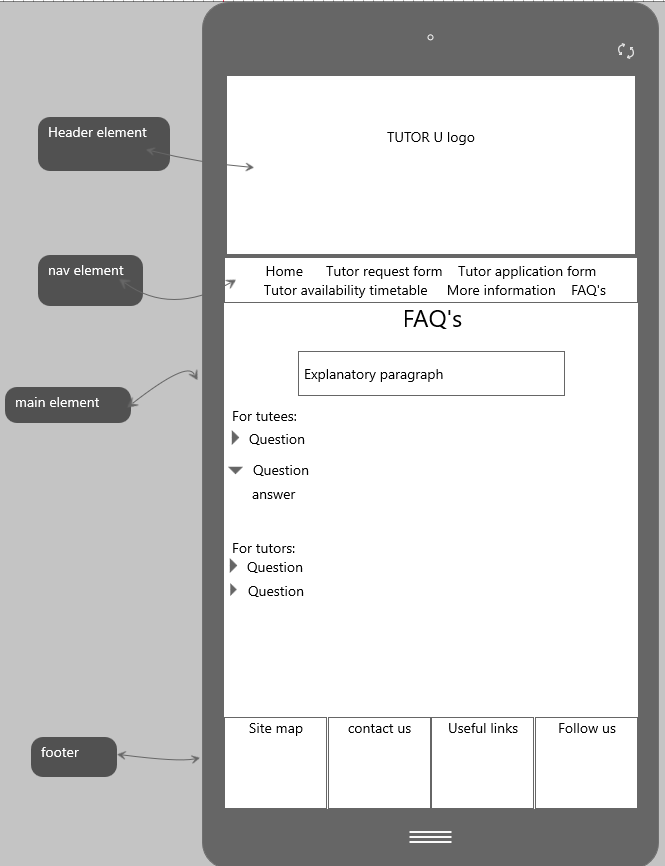 TUTOR U logo
Header element
nav element
Home Tutor request form Tutor application form
Tutor availability timetable More information FAQ's
FAQ's
main element
Explanatory paragraph
For tutees:
Question
Question
answer
For tutors:
Question
Question
footer
Site map contact us Useful links Follow us